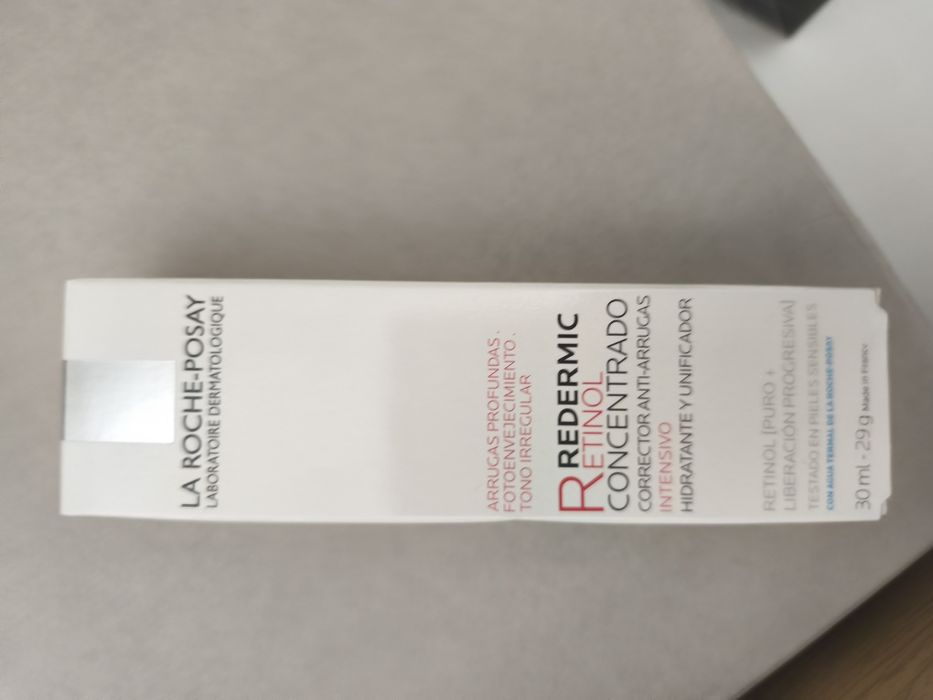 LA ROCHE-POSAY
LABORATOIRE DERMATOLOGIQUE
ARRUGAS PROFUNDAS .
FOTOENVEJECIMIENTO .
TONO IRREGULAR
REDERMIC
RETINOL
CONCENTRADO
CORRECTOR ANTI-ARRUGAS
INTENSIVO
HIDRATANTE Y UNIFICADOR
RETINOL [PURO +
LIBERACIÓN PROGRESIVA]
TESTADO EN PIELES SENSIBLES
CON AGUA TERMAL DE LA ROCHE-POSAY
30 ml - 29 g Made in France